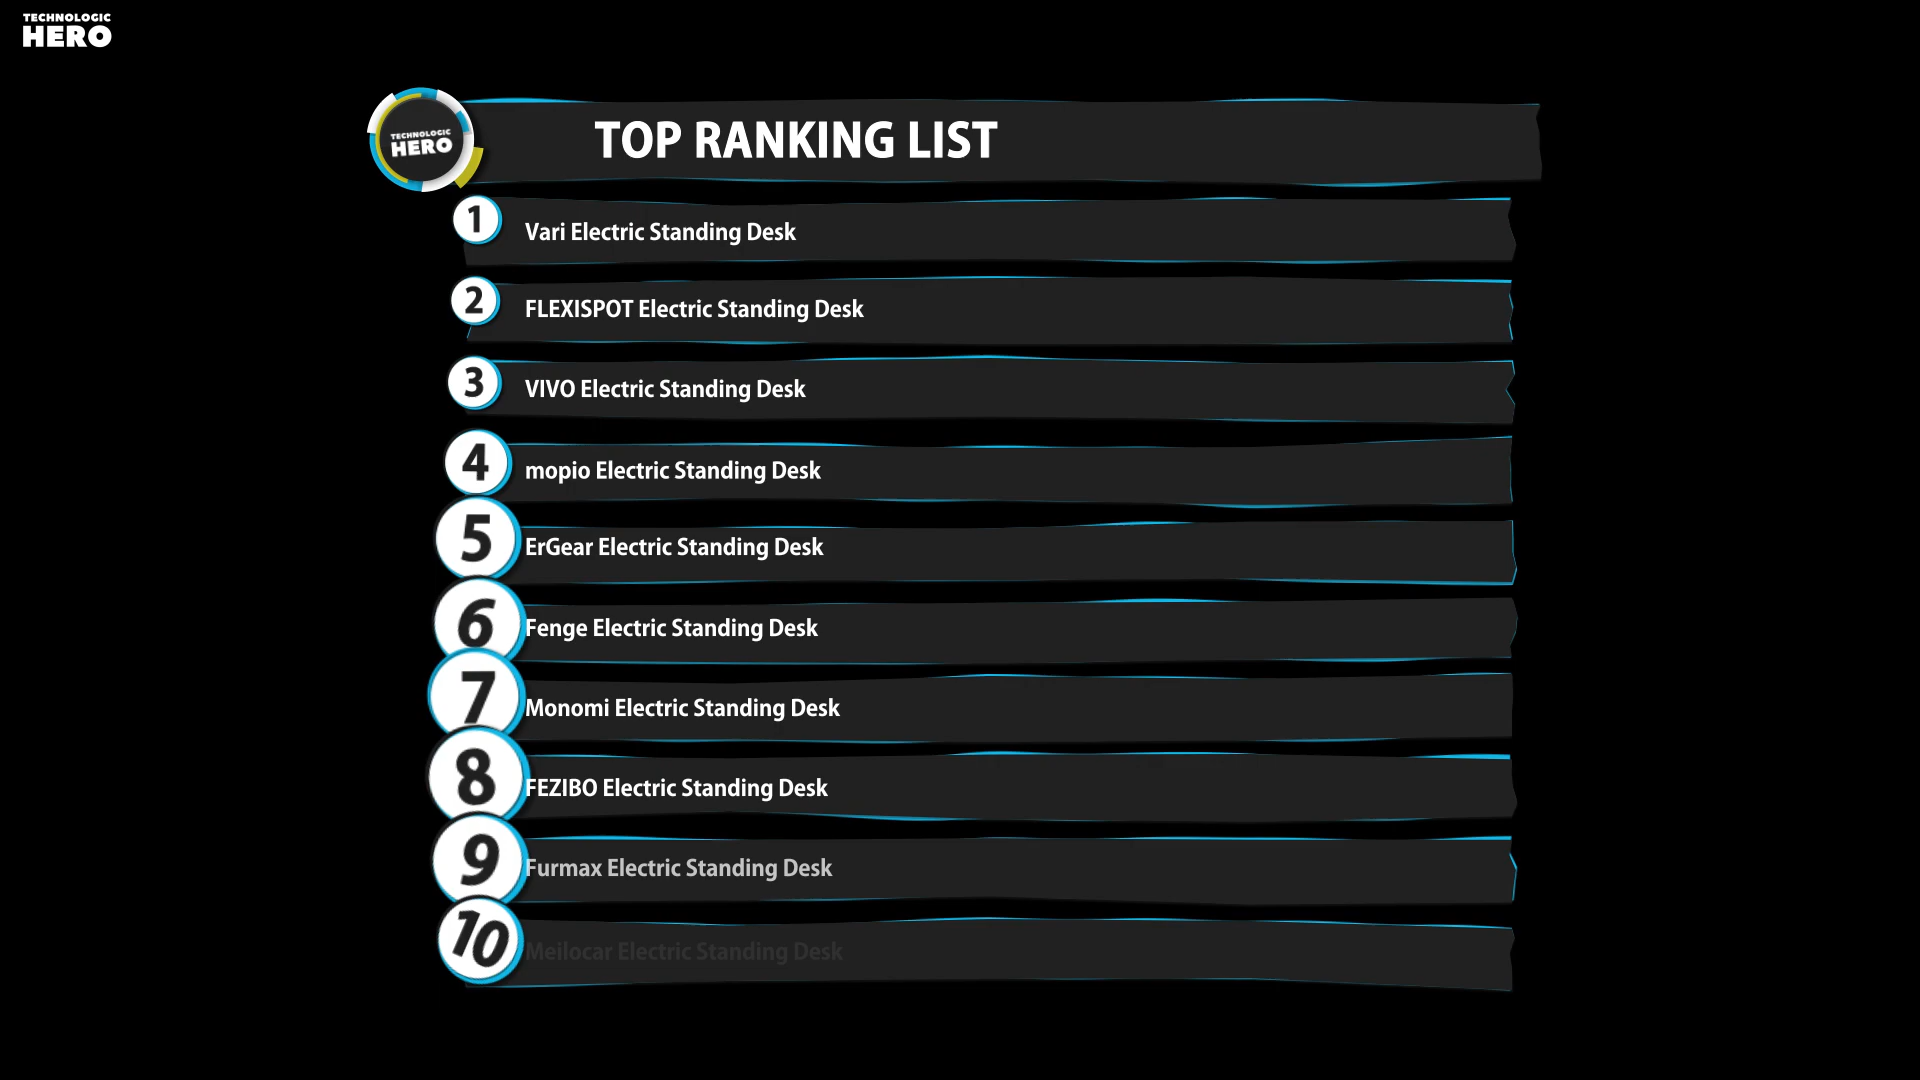 TECHNOLOGIC
HERO
TECHNOLOGIC
HERO
TOP RANKING LIST
1 Vari Electric Standing Desk
2 FLEXISPOT Electric Standing Desk
3 VIVO Electric Standing Desk
4 mopio Electric Standing Desk
5 ErGear Electric Standing Desk
6 Fenge Electric Standing Desk
7 Monomi Electric Standing Desk
8 FEZIBO Electric Standing Desk
9 Furmax Electric Standing Desk
10 Meilocar Electric Standing Desk